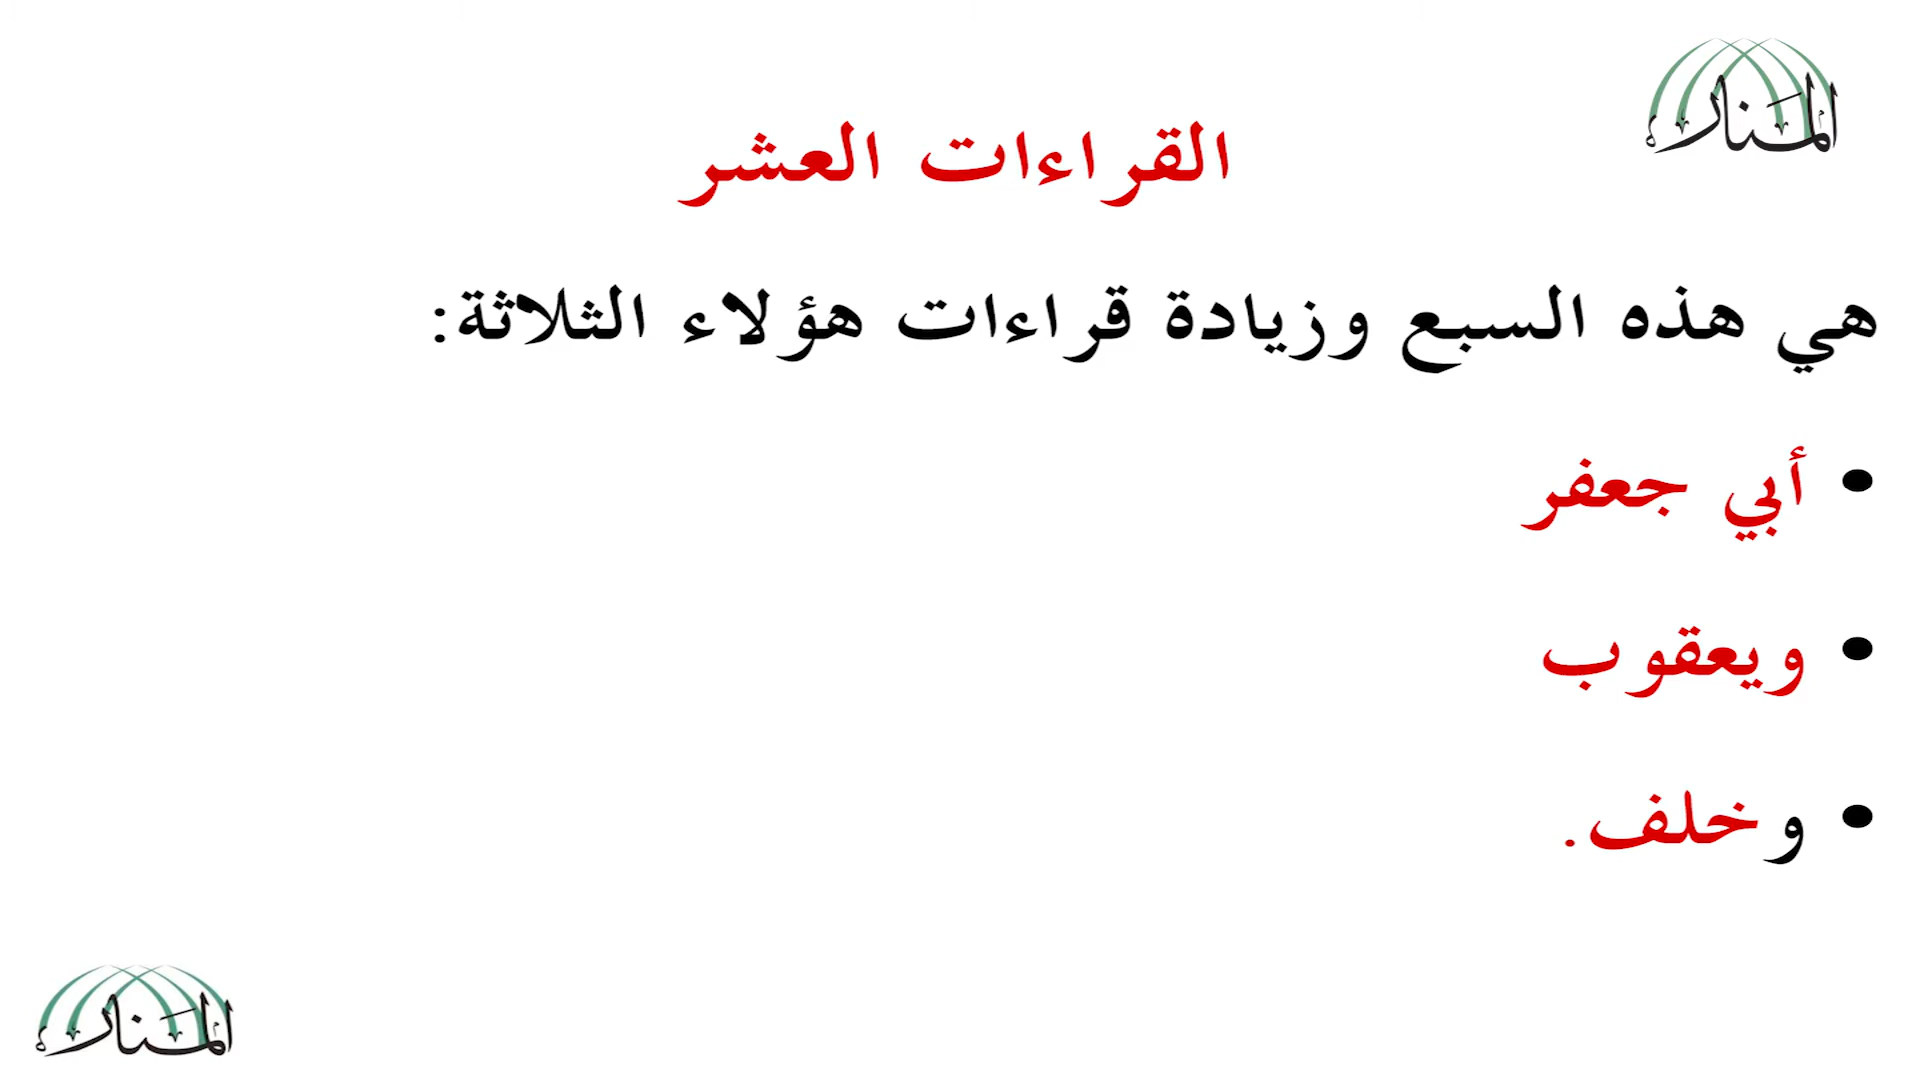 المنار
القراءات العشر
هي هذه السبع وزيادة قراءات هؤلاء الثلاثة:
• أبي جعفر
• ويعقوب
• وخلف.
المنار